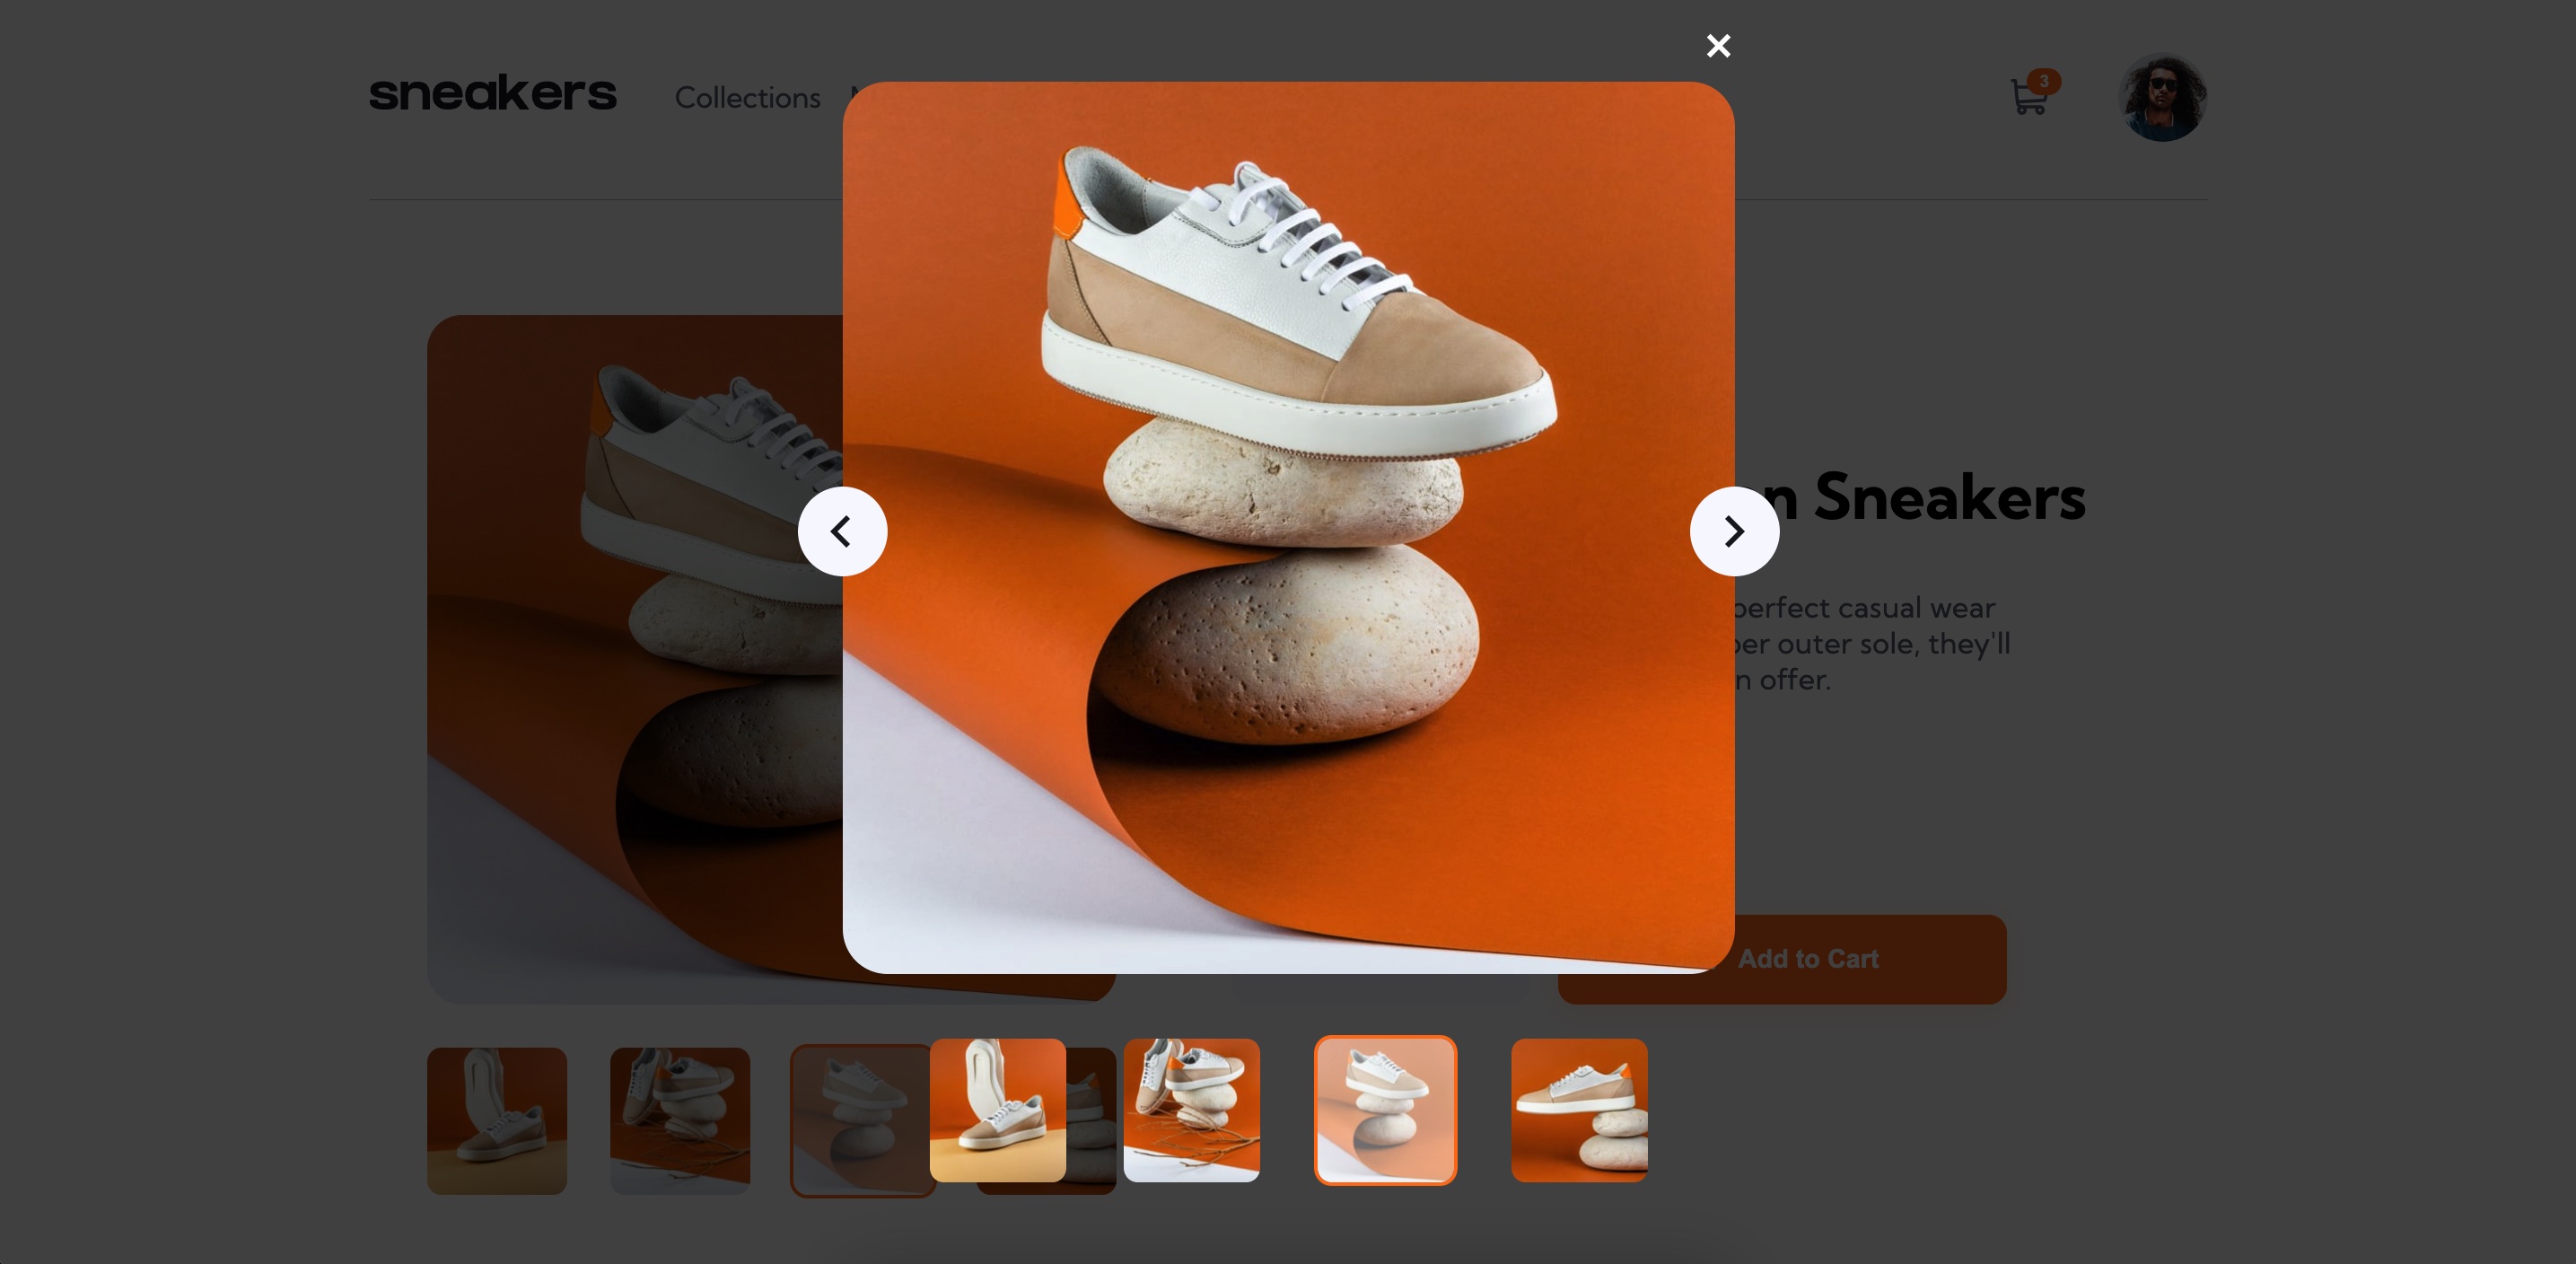 sneakers
Collections
3
n Sneakers
perfect casual wear
per outer sole, they'll
n offer.
Add to Cart